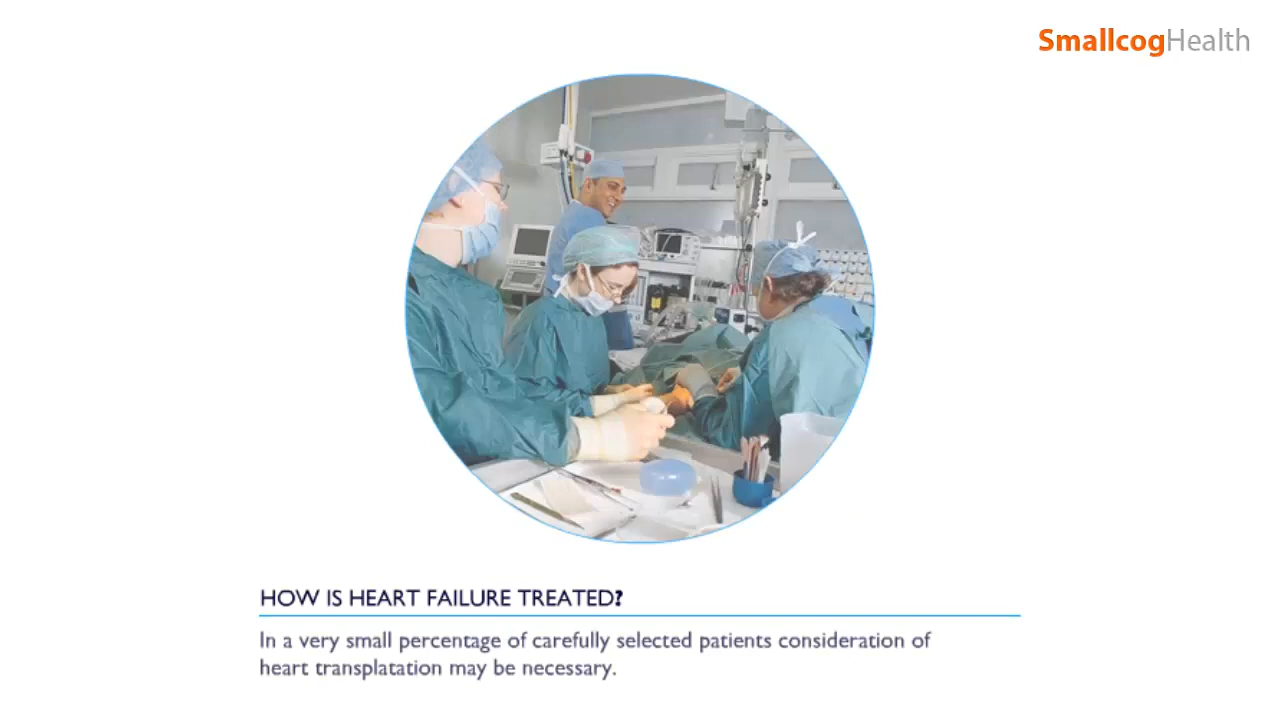 SmallcogHealth
HOW IS HEART FAILURE TREATED?
In a very small percentage of carefully selected patients consideration of
heart transplatation may be necessary.